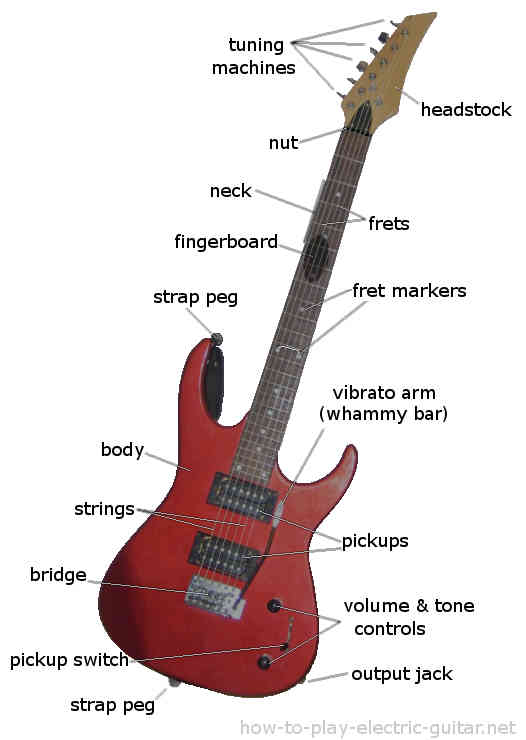 tuning
machines
headstock
nut
neck
frets
fingerboard
fret markers
strap peg
vibrato arm
(whammy bar)
body
strings
pickups
bridge
volume & tone
controls
pickup switch
output jack
strap peg
how-to-play-electric-guitar.net